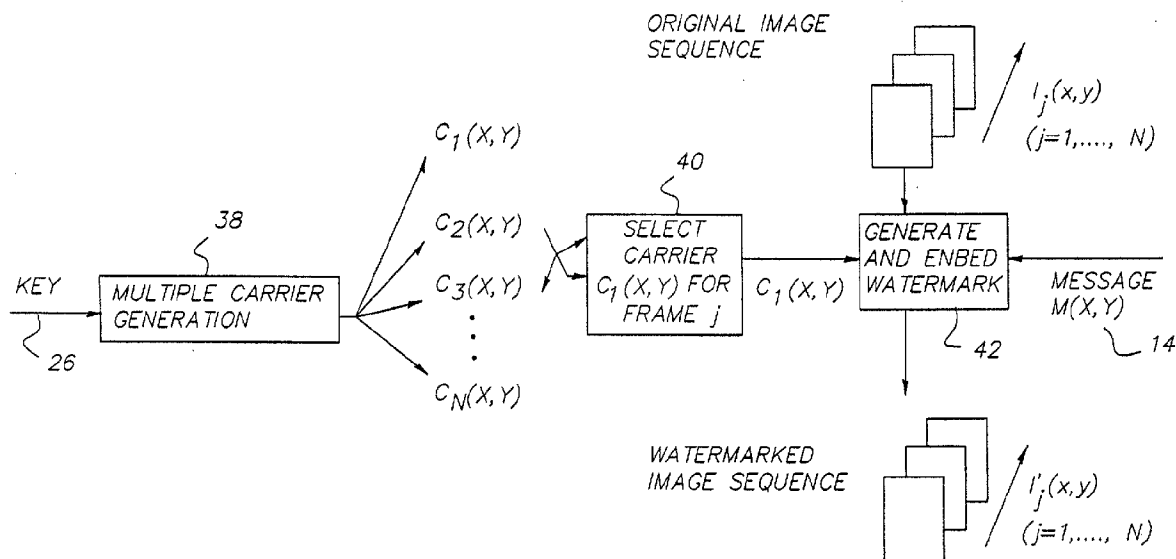 ORIGINAL IMAGE
SEQUENCE
I_j(x,y)
(j=1,...., N)
C_1(X,Y)
C_2(X,Y)
C_3(X,Y)
C_N(X,Y)
KEY
26
38
MULTIPLE CARRIER
GENERATION
40
SELECT
CARRIER
C_1(X,Y) FOR
FRAME j
C_1(X,Y)
GENERATE
AND ENBED
WATERMARK
42
MESSAGE
M(X,Y)
14
WATERMARKED
IMAGE SEQUENCE
I'_j(x,y)
(j=1,...., N)